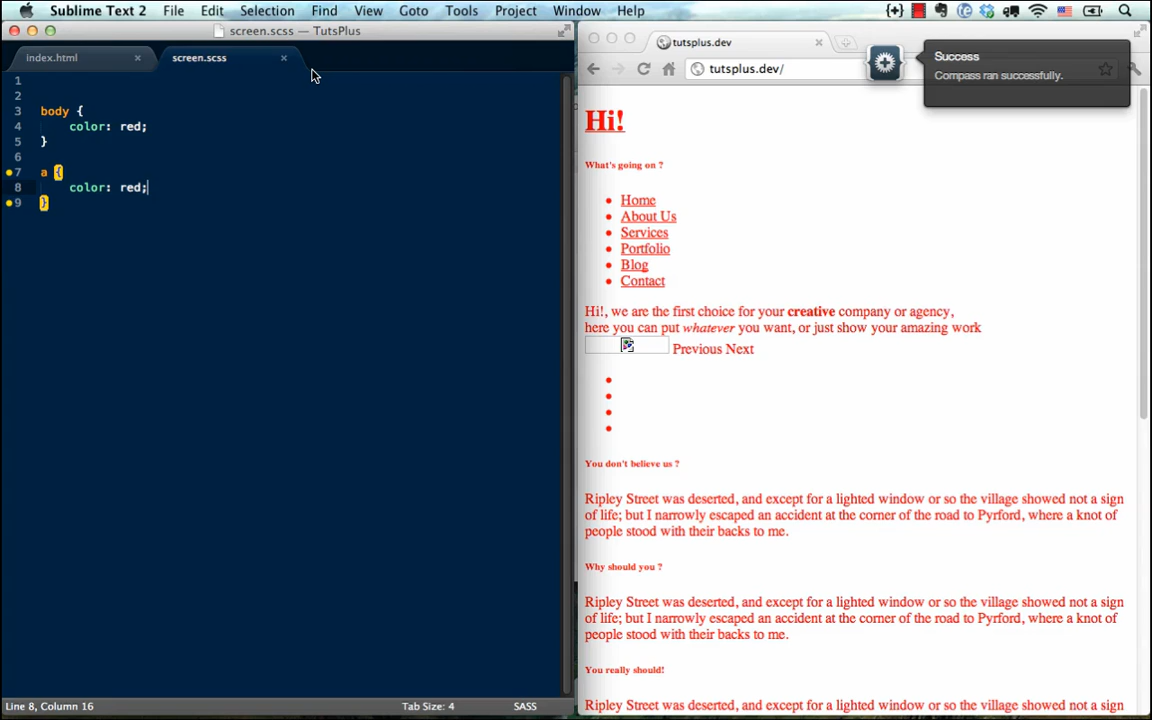 Sublime Text 2 File Edit Selection Find View Goto Tools Project Window Help
screen.scss — TutsPlus
index.html
screen.scss
1
2
3 body {
4 color: red;
5 }
6
7 a {
8 color: red;
9 }
Line 8, Column 16 Tab Size: 4 SASS
tutsplus.dev
tutsplus.dev/
Success
Compass ran successfully.
Hi!
What's going on ?
Home
About Us
Services
Portfolio
Blog
Contact
Hi!, we are the first choice for your creative company or agency,
here you can put whatever you want, or just show your amazing work
Previous Next
You don't believe us ?
Ripley Street was deserted, and except for a lighted window or so the village showed not a sign
of life; but I narrowly escaped an accident at the corner of the road to Pyrford, where a knot of
people stood with their backs to me.
Why should you ?
Ripley Street was deserted, and except for a lighted window or so the village showed not a sign
of life; but I narrowly escaped an accident at the corner of the road to Pyrford, where a knot of
people stood with their backs to me.
You really should!
Ripley Street was deserted, and except for a lighted window or so the village showed not a sign